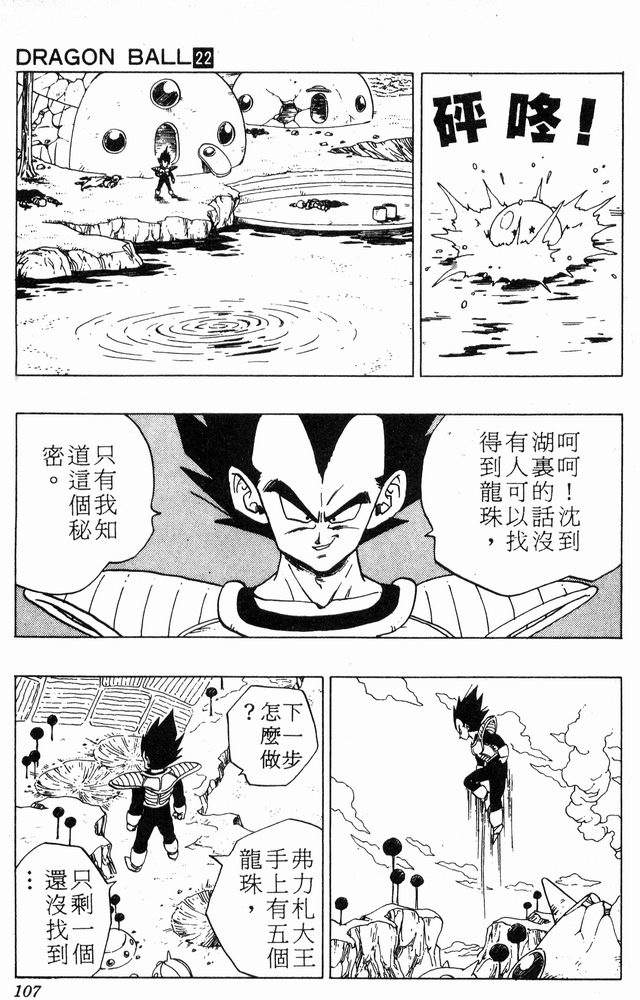 DRAGON BALL 22
砰咚！
呵呵！沈到
湖裏的話沒
有人可以找
得到龍珠，
只有我知
道這個秘
密。
下一步
怎麼做
？
弗力札大王
手上有五個
龍珠，
只剩一個
還沒找到
…
107